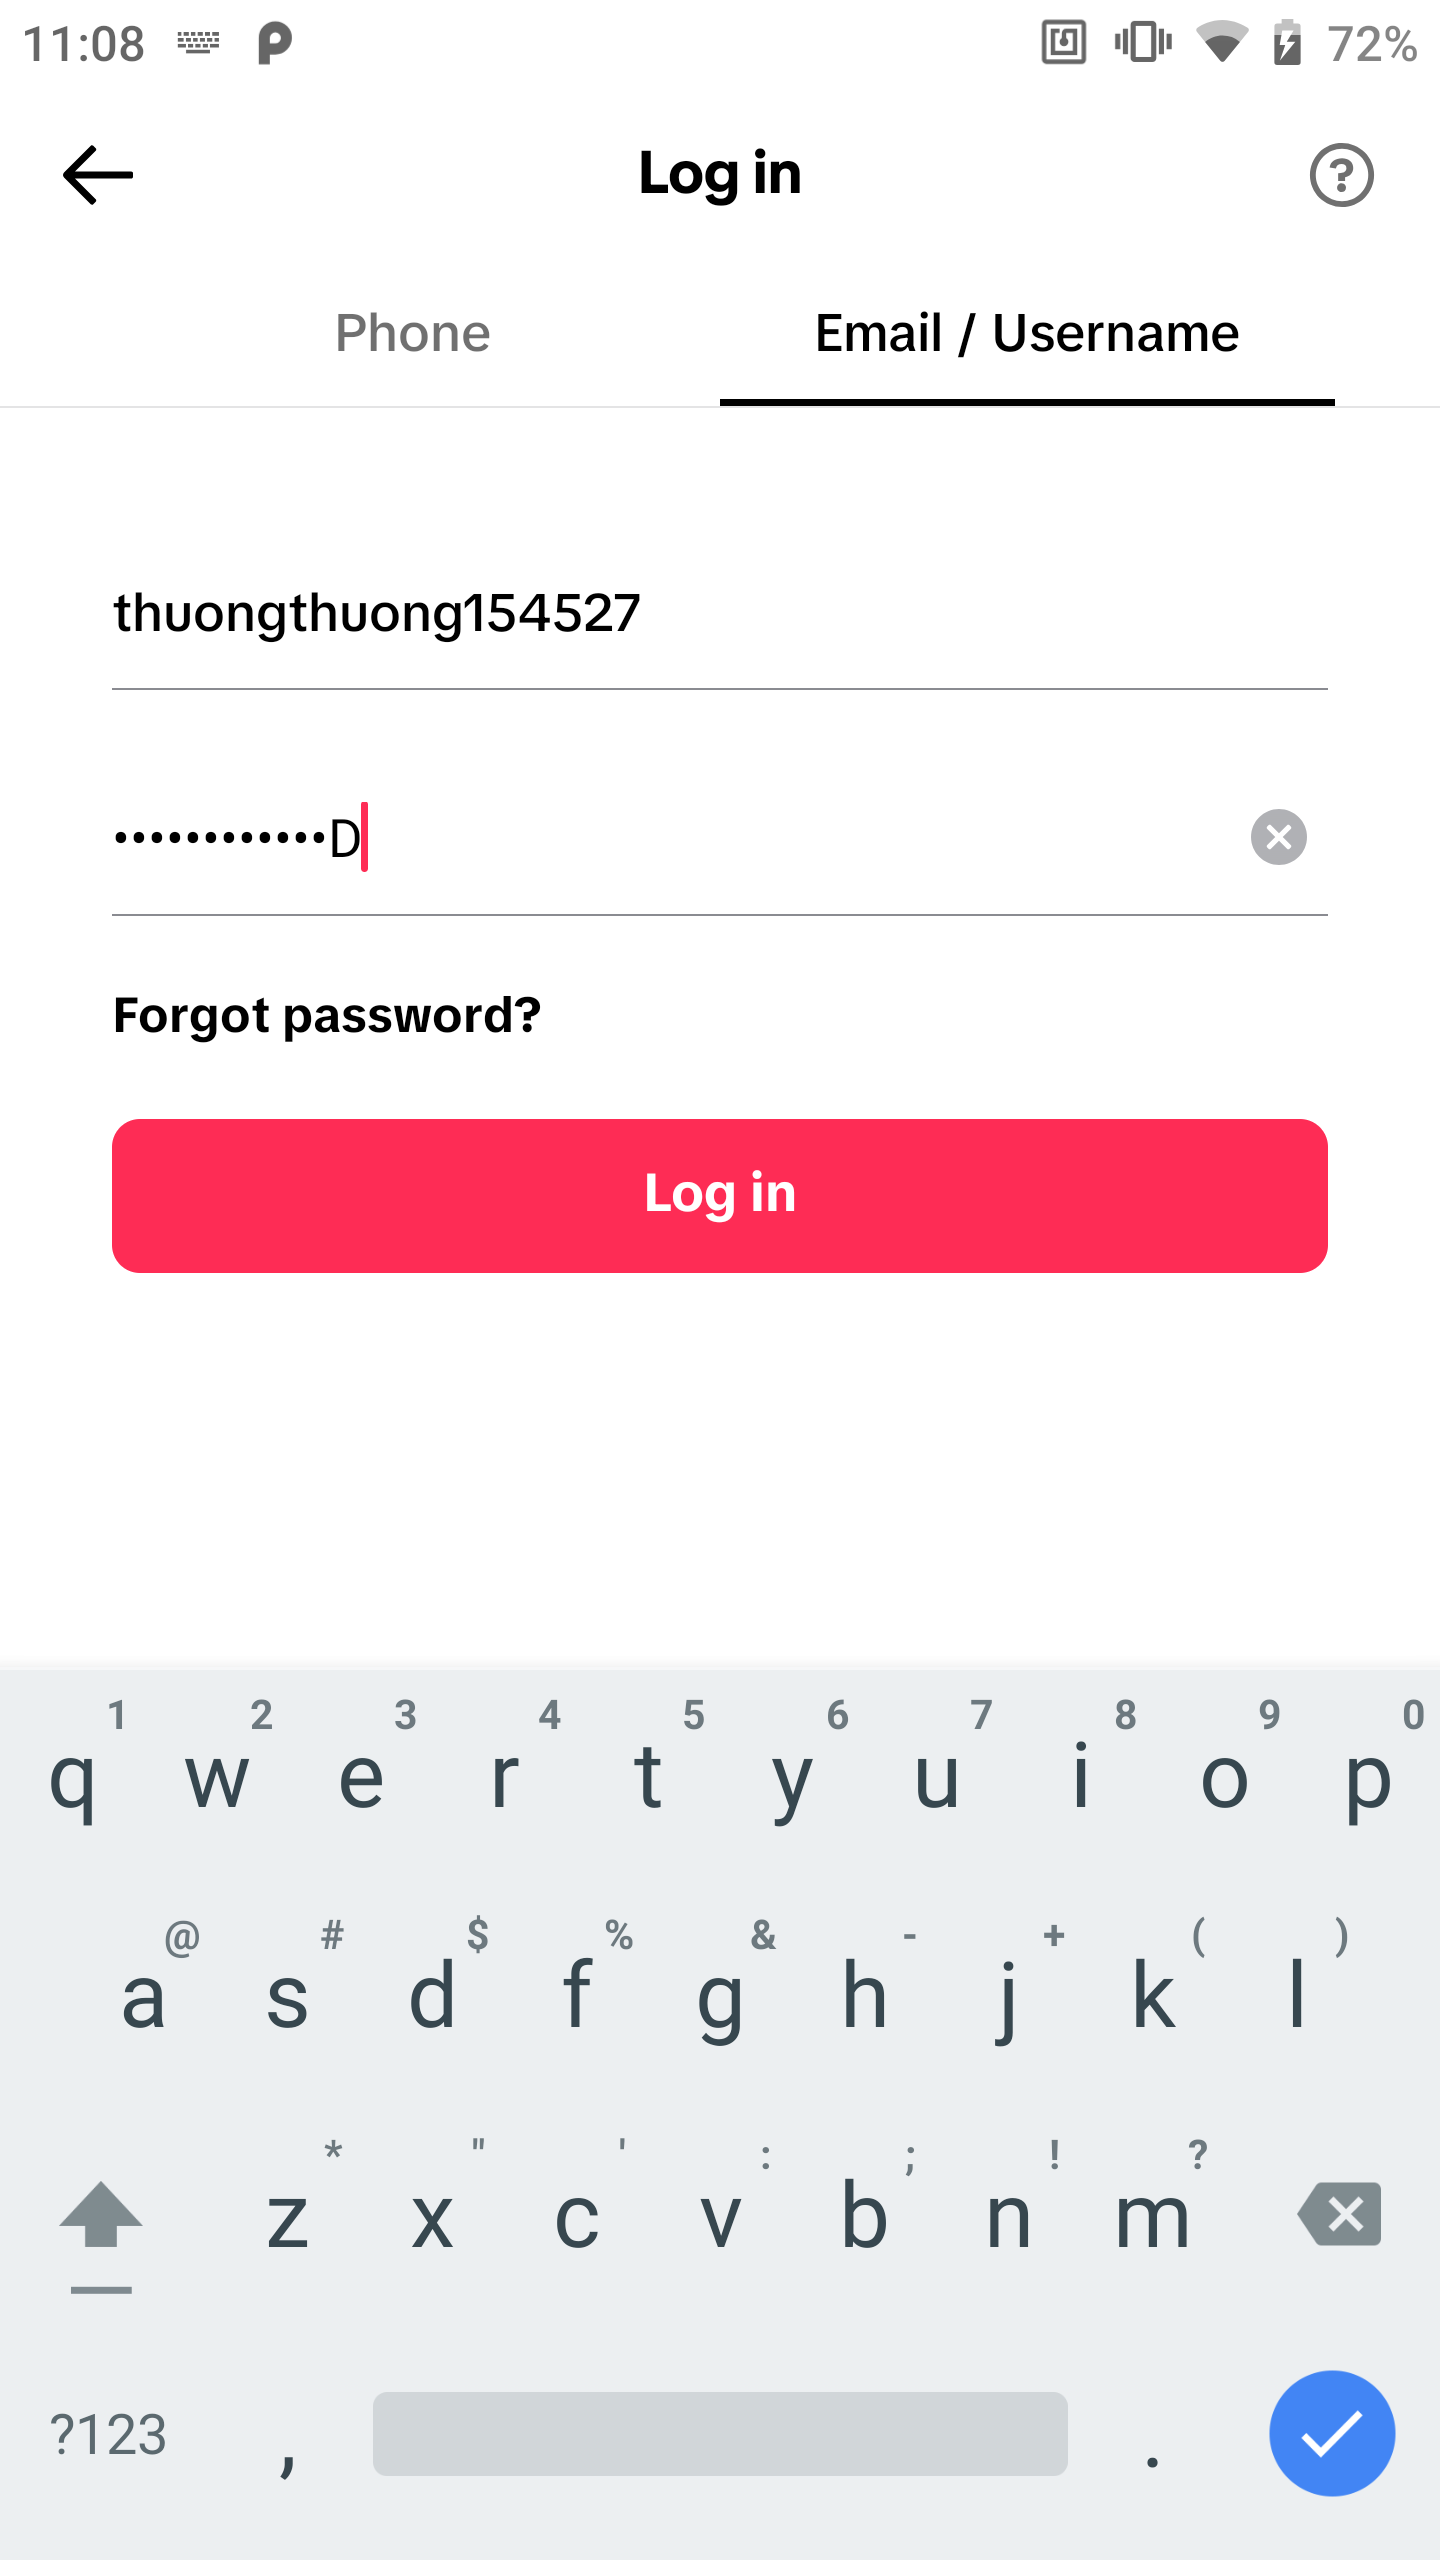 11:08 72%
Log in
Phone Email / Username
thuongthuong154527
••••••••••••D
Forgot password?
Log in
1 2 3 4 5 6 7 8 9 0
q w e r t y u i o p
@ # $ % & - + ( )
a s d f g h j k l
* " ' : ; ! ?
z x c v b n m
?123 , .